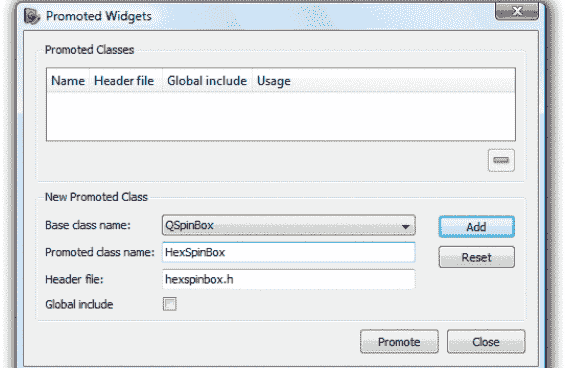 Promoted Widgets
Promoted Classes
Name Header file Global include Usage
New Promoted Class
Base class name: QSpinBox Add
Promoted class name: HexSpinBox
Header file: hexspinbox.h Reset
Global include
Promote Close